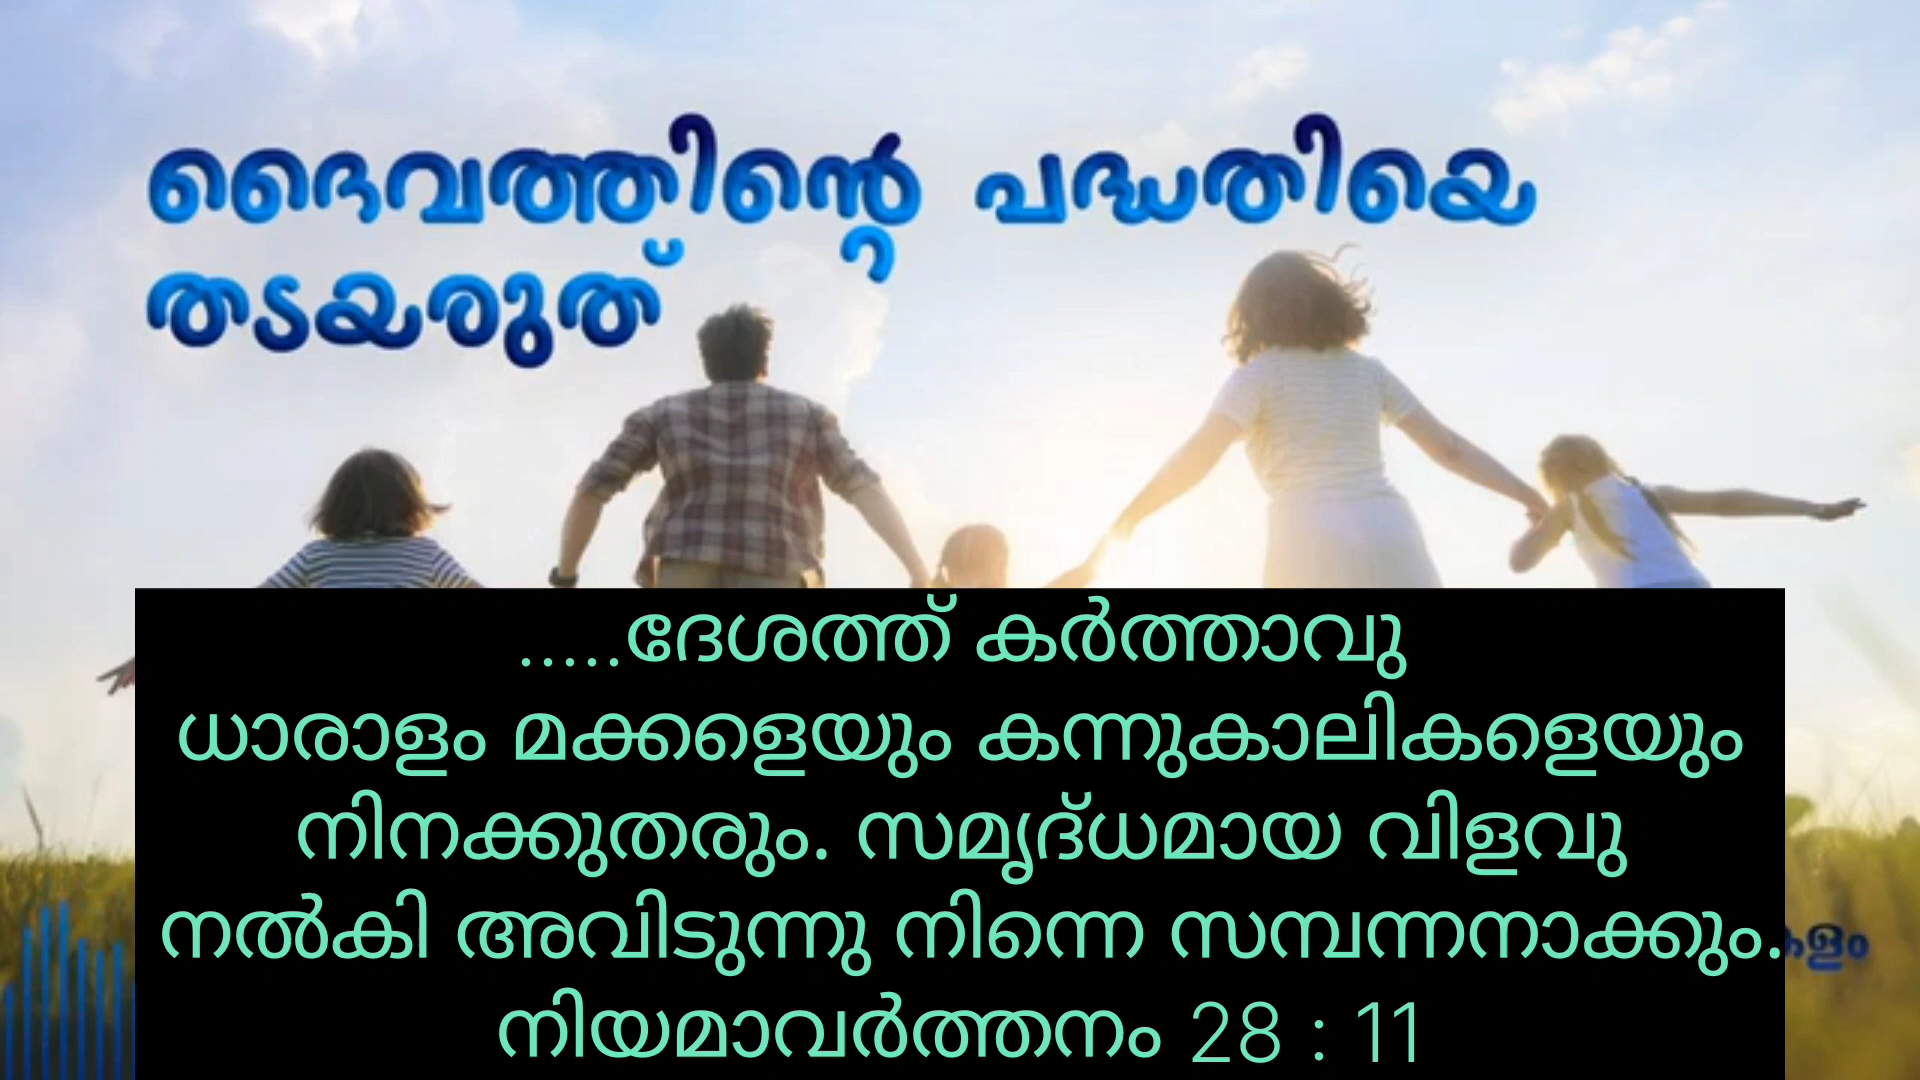 ദൈവത്തിന്റെ പദ്ധതിയെ
തടയരുത്
.....ദേശത്ത് കർത്താവു
ധാരാളം മക്കളെയും കന്നുകാലികളെയും
നിനക്കുതരും. സമൃദ്ധമായ വിളവു
നൽകി അവിടുന്നു നിന്നെ സമ്പന്നനാക്കും.
നിയമാവർത്തനം 28 : 11